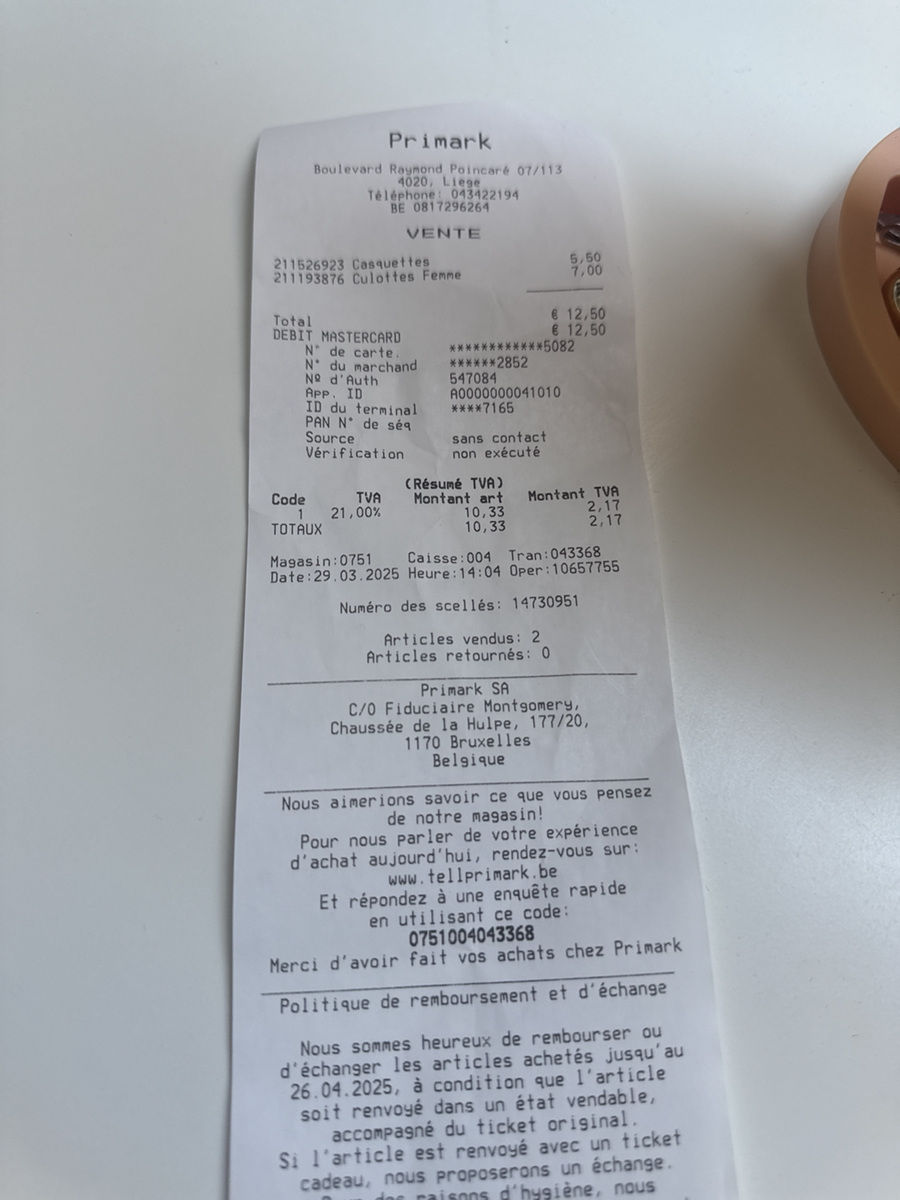 Primark
Boulevard Raymond Poincaré 07/113
4020, Liege
Téléphone: 043422194
BE 0817296264
VENTE
211526923 Casquettes 5,50
211193876 Culottes Femme 7,00
Total € 12,50
DEBIT MASTERCARD € 12,50
N° de carte. ************5082
N° du marchand ******2852
Nº d'Auth 547084
App. ID A0000000041010
ID du terminal ****7165
PAN N° de séq
Source sans contact
Vérification non exécuté
(Résumé TVA)
Code TVA Montant art Montant TVA
1 21,00% 10,33 2,17
TOTAUX 10,33 2,17
Magasin:0751 Caisse:004 Tran:043368
Date:29.03.2025 Heure:14:04 Oper:10657755
Numéro des scellés: 14730951
Articles vendus: 2
Articles retournés: 0
Primark SA
C/O Fiduciaire Montgomery,
Chaussée de la Hulpe, 177/20,
1170 Bruxelles
Belgique
Nous aimerions savoir ce que vous pensez
de notre magasin!
Pour nous parler de votre expérience
d'achat aujourd'hui, rendez-vous sur:
www.tellprimark.be
Et répondez à une enquête rapide
en utilisant ce code:
0751004043368
Merci d'avoir fait vos achats chez Primark
Politique de remboursement et d'échange
Nous sommes heureux de rembourser ou
d'échanger les articles achetés jusqu'au
26.04.2025, à condition que l'article
soit renvoyé dans un état vendable,
accompagné du ticket original.
Si l'article est renvoyé avec un ticket
cadeau, nous proposerons un échange.
des raisons d'hygiène, nous